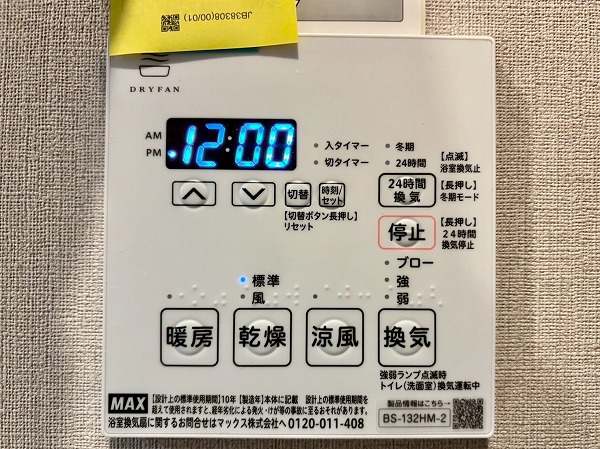 JB38308(00/01)
DRYFAN
AM
PM
12:00
入タイマー
切タイマー
冬期
24時間
【点滅】
浴室換気止
切替
時刻/
セット
24時間
換気
【長押し】
冬期モード
【切替ボタン長押し】
リセット
停止
【長押し】
24時間
換気停止
ブロー
標準
強
風
弱
暖房
乾燥
涼風
換気
強弱ランプ点滅時
トイレ(洗面室)換気運転中
MAX
【設計上の標準使用期間】10年【製造年】本体に記載 設計上の標準使用期間を
超えて使用されますと、経年劣化による発火・けが等の事故に至るおそれがあります。
浴室換気扇に関するお問合せはマックス株式会社へ 0120-011-408
製品情報はこちら
BS-132HM-2